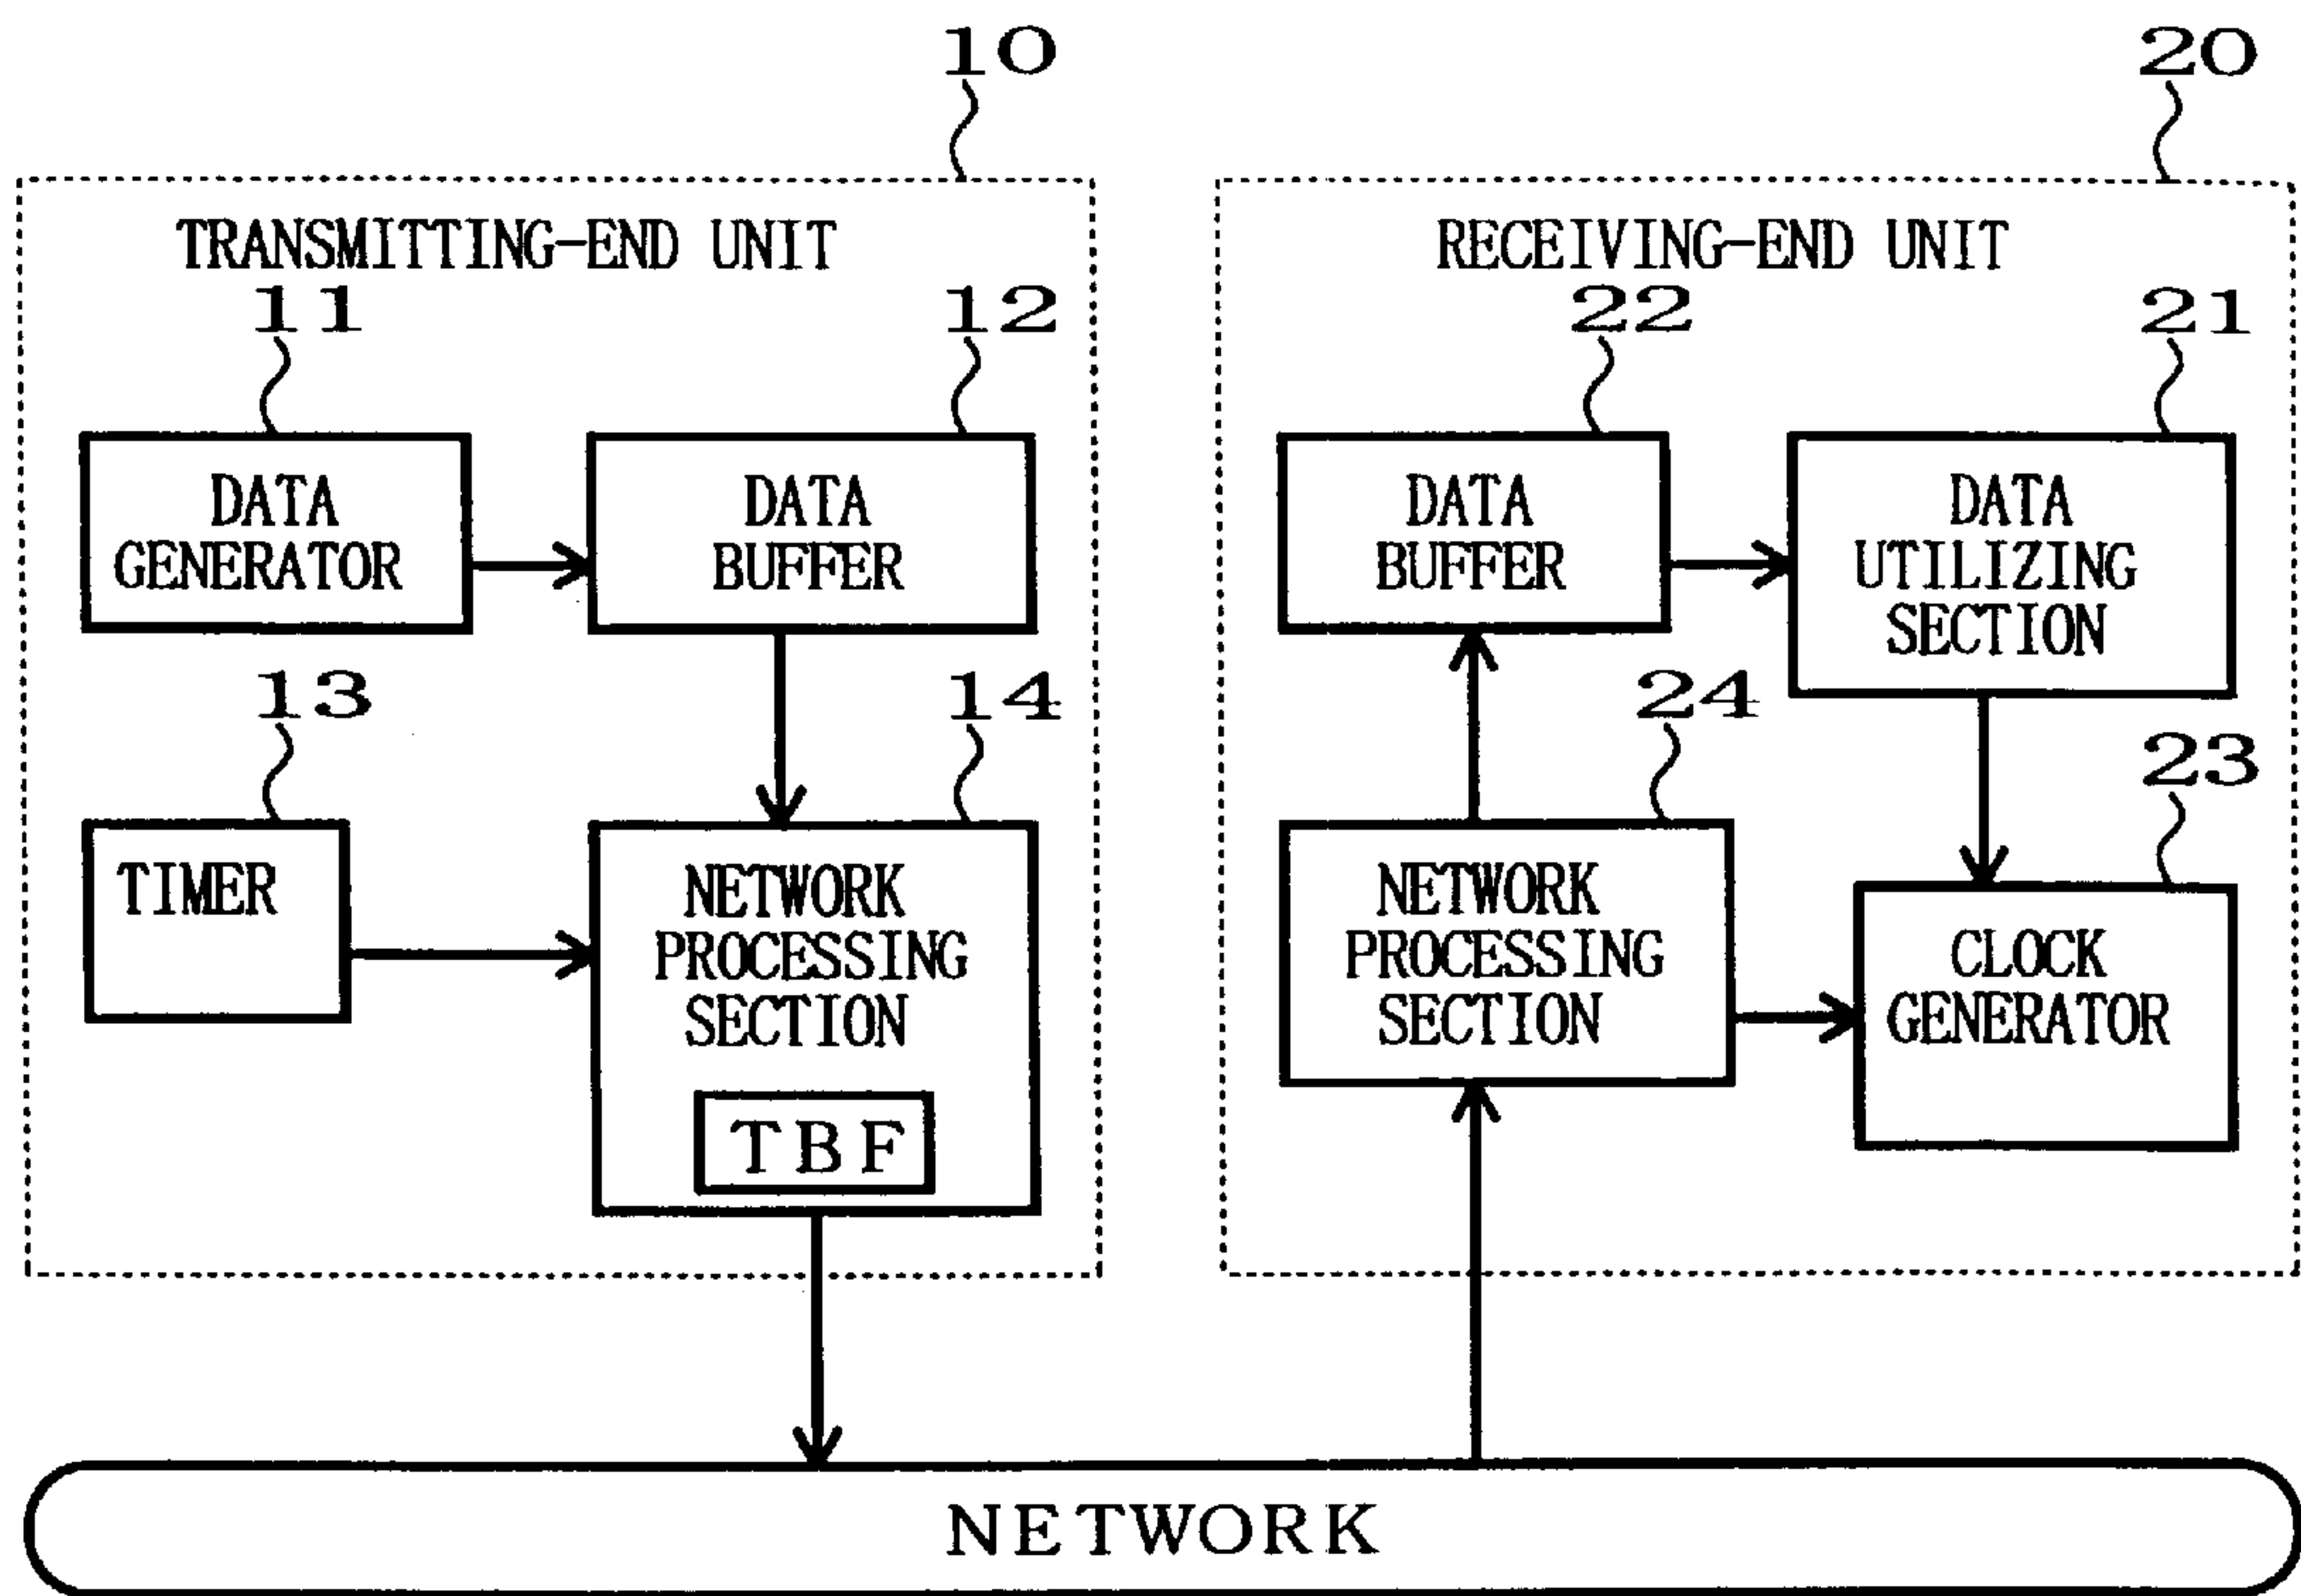 10
20
TRANSMITTING-END UNIT
RECEIVING-END UNIT
11
12
22
21
DATA
GENERATOR
DATA
BUFFER
DATA
BUFFER
DATA
UTILIZING
SECTION
13
14
24
23
TIMER
NETWORK
PROCESSING
SECTION
TBF
NETWORK
PROCESSING
SECTION
CLOCK
GENERATOR
NETWORK